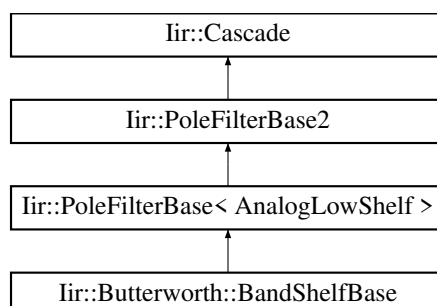 Iir::Cascade
Iir::PoleFilterBase2
Iir::PoleFilterBase< AnalogLowShelf >
Iir::Butterworth::BandShelfBase